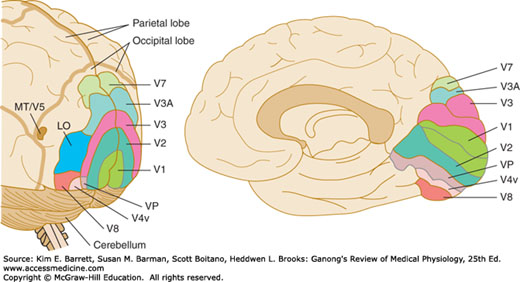 Parietal lobe
Occipital lobe
V7
V3A
MT/V5
LO
V3
V2
V1
VP
V4v
V8
Cerebellum
V7
V3A
V3
V1
V2
VP
V4v
V8
Source: Kim E. Barrett, Susan M. Barman, Scott Boitano, Heddwen L. Brooks: Ganong's Review of Medical Physiology, 25th Ed.
www.accessmedicine.com
Copyright © McGraw-Hill Education. All rights reserved.